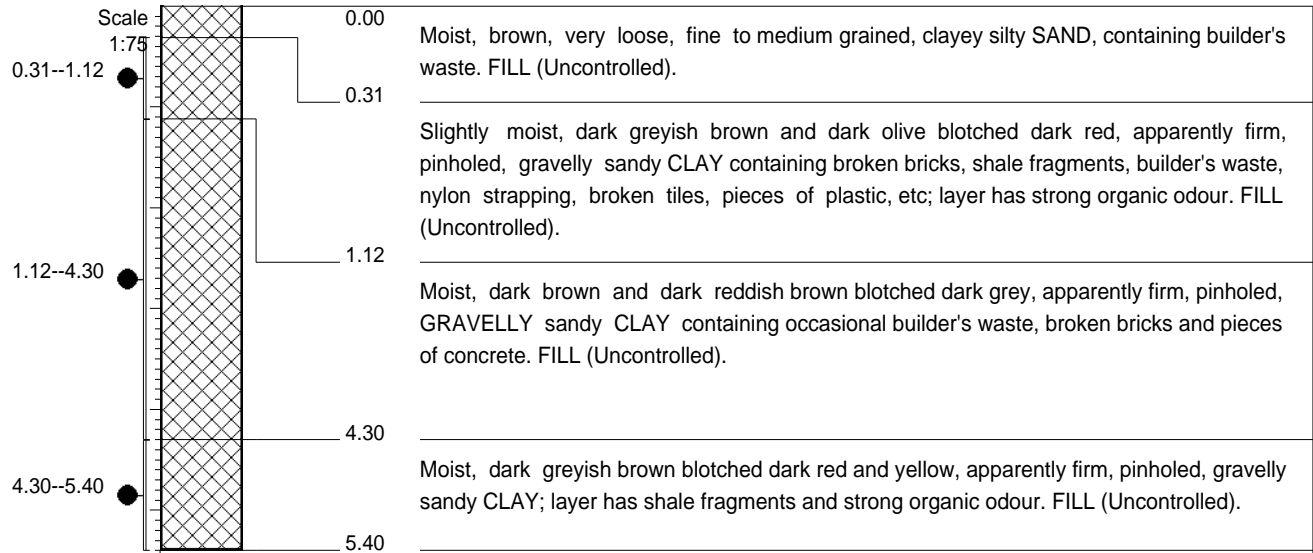 Scale
1:75
0.00
Moist, brown, very loose, fine to medium grained, clayey silty SAND, containing builder's
waste. FILL (Uncontrolled).
0.31--1.12
0.31
Slightly moist, dark greyish brown and dark olive blotched dark red, apparently firm,
pinholed, gravelly sandy CLAY containing broken bricks, shale fragments, builder's waste,
nylon strapping, broken tiles, pieces of plastic, etc; layer has strong organic odour. FILL
(Uncontrolled).
1.12
1.12--4.30
Moist, dark brown and dark reddish brown blotched dark grey, apparently firm, pinholed,
GRAVELLY sandy CLAY containing occasional builder's waste, broken bricks and pieces
of concrete. FILL (Uncontrolled).
4.30
4.30--5.40
Moist, dark greyish brown blotched dark red and yellow, apparently firm, pinholed, gravelly
sandy CLAY; layer has shale fragments and strong organic odour. FILL (Uncontrolled).
5.40